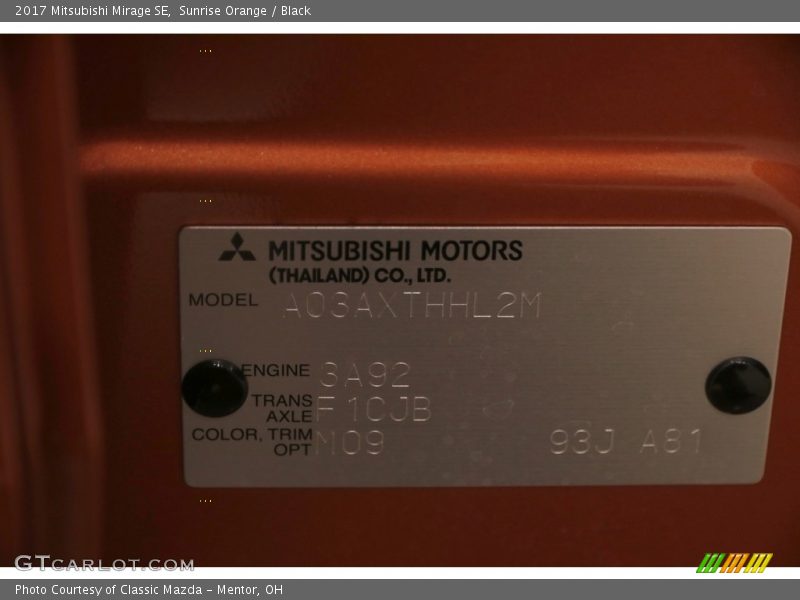 2017 Mitsubishi Mirage SE, Sunrise Orange / Black
MITSUBISHI MOTORS
(THAILAND) CO., LTD.
MODEL A03AXTHHL2M
ENGINE 3A92
TRANS AXLE F1CJB
COLOR, TRIM OPT M09 93J A81
GTCARLOT.COM
Photo Courtesy of Classic Mazda - Mentor, OH